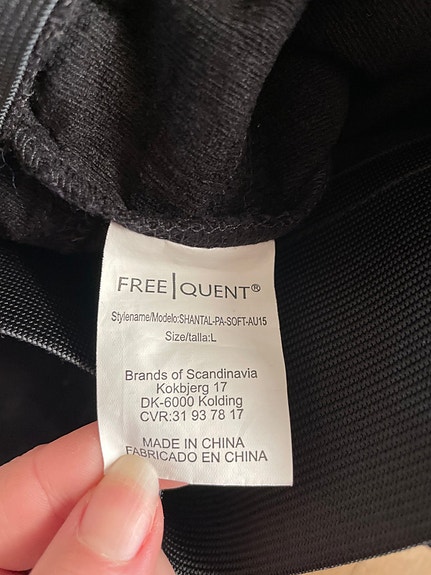 FREE|QUENT®
Stylename/Modelo:SHANTAL-PA-SOFT-AU15
Size/talla:L
Brands of Scandinavia
Kokbjerg 17
DK-6000 Kolding
CVR:31 93 78 17
MADE IN CHINA
FABRICADO EN CHINA